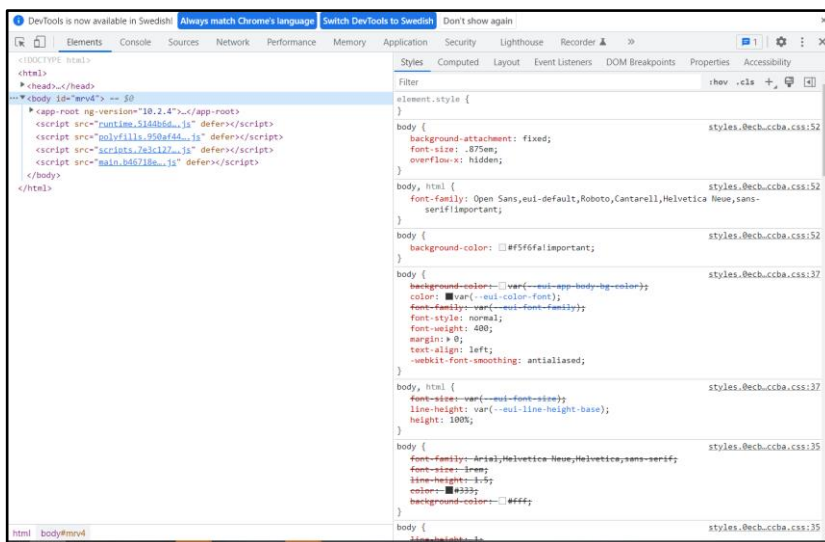 DevTools is now available in Swedish! Always match Chrome's language Switch DevTools to Swedish Don't show again
Elements Console Sources Network Performance Memory Application Security Lighthouse Recorder » 1
<!DOCTYPE html>
<html>
<head>…</head>
<body id="mrv4"> == $0
<app-root ng-version="10.2.4">…</app-root>
<script src="runtime.5144b6d….js" defer></script>
<script src="polyfills.950af44….js" defer></script>
<script src="scripts.7e3c127….js" defer></script>
<script src="main.b46718e….js" defer></script>
</body>
</html>
html body#mrv4
Styles Computed Layout Event Listeners DOM Breakpoints Properties Accessibility
Filter :hov .cls +
element.style {
}
body { styles.0ecb…ccba.css:52
background-attachment: fixed;
font-size: .875em;
overflow-x: hidden;
}
body, html { styles.0ecb…ccba.css:52
font-family: Open Sans,eui-default,Roboto,Cantarell,Helvetica Neue,sans-
serif!important;
}
body { styles.0ecb…ccba.css:52
background-color: #f5f6fa!important;
}
body { styles.0ecb…ccba.css:37
background-color: var(--eui-app-body-bg-color);
color: var(--eui-color-font);
font-family: var(--eui-font-family);
font-style: normal;
font-weight: 400;
margin: 0;
text-align: left;
-webkit-font-smoothing: antialiased;
}
body, html { styles.0ecb…ccba.css:37
font-size: var(--eui-font-size);
line-height: var(--eui-line-height-base);
height: 100%;
}
body { styles.0ecb…ccba.css:35
font-family: Arial,Helvetica Neue,Helvetica,sans-serif;
font-size: 1rem;
line-height: 1.5;
color: #333;
background-color: #fff;
}
body { styles.0ecb…ccba.css:35
line-height: 1;